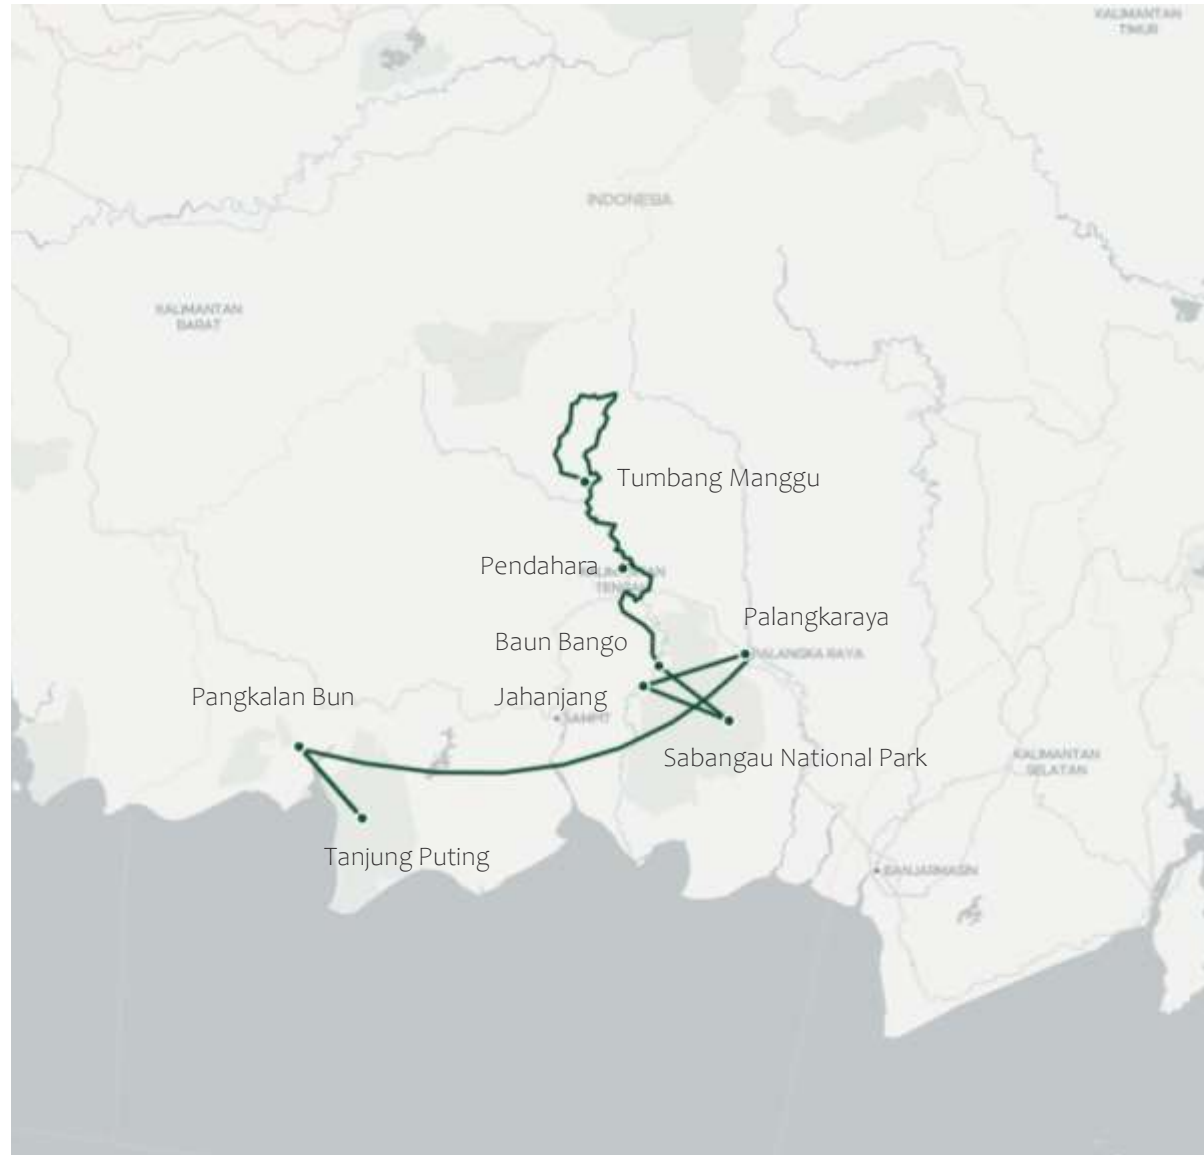 KALIMANTAN
TIMUR
INDONESIA
KALIMANTAN
BARAT
Tumbang Manggu
Pendahara
TENGAH
Palangkaraya
Baun Bango
PALANGKA RAYA
Pangkalan Bun
Jahanjang
SAMPIT
Sabangau National Park
KALIMANTAN
SELATAN
Tanjung Puting
BANJARMASIN